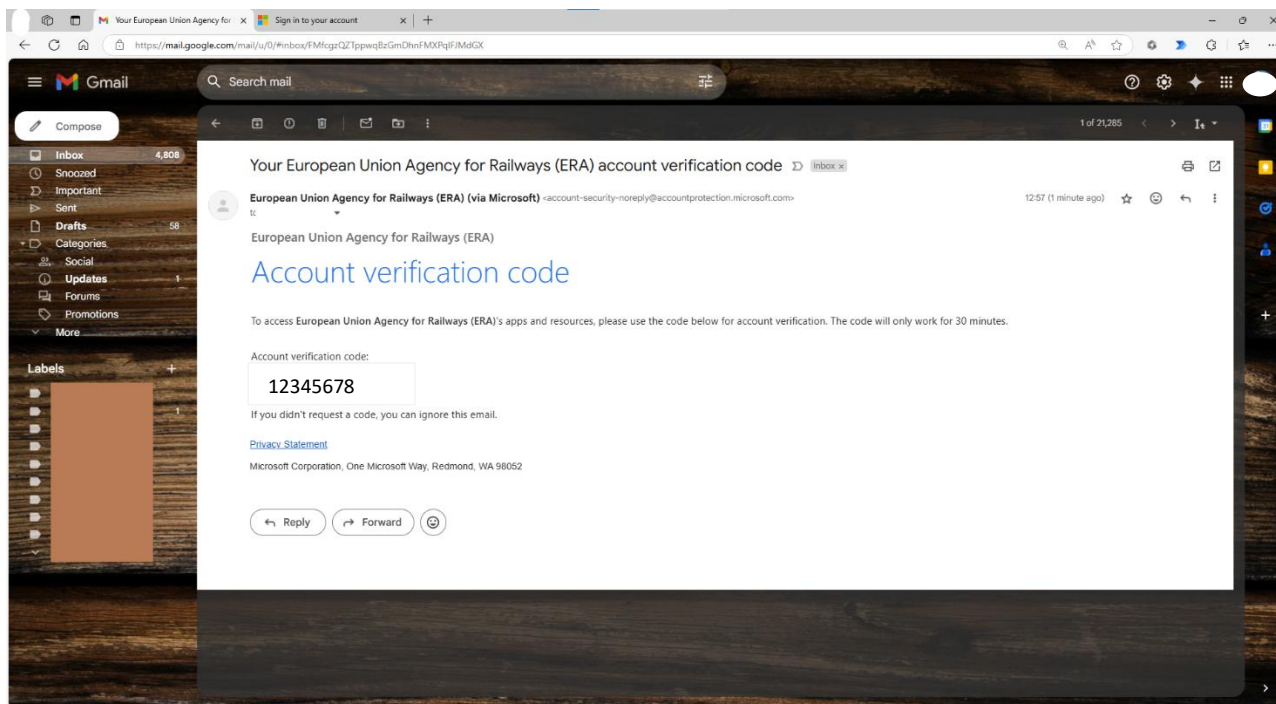 Your European Union Agency for
Sign in to your account
https://mail.google.com/mail/u/0/#inbox/FMfcgzQZTppwqBzGmDhnFMXPqlFJMdGX
Gmail
Search mail
Compose
1 of 21,285
Inbox 4,808
Snoozed
Important
Sent
Drafts 58
Categories
Social
Updates 1
Forums
Promotions
More
Labels
1
Your European Union Agency for Railways (ERA) account verification code Inbox x
European Union Agency for Railways (ERA) (via Microsoft) <account-security-noreply@accountprotection.microsoft.com> 12:57 (1 minute ago)
European Union Agency for Railways (ERA)
Account verification code
To access European Union Agency for Railways (ERA)'s apps and resources, please use the code below for account verification. The code will only work for 30 minutes.
Account verification code:
12345678
If you didn't request a code, you can ignore this email.
Privacy Statement
Microsoft Corporation, One Microsoft Way, Redmond, WA 98052
Reply
Forward